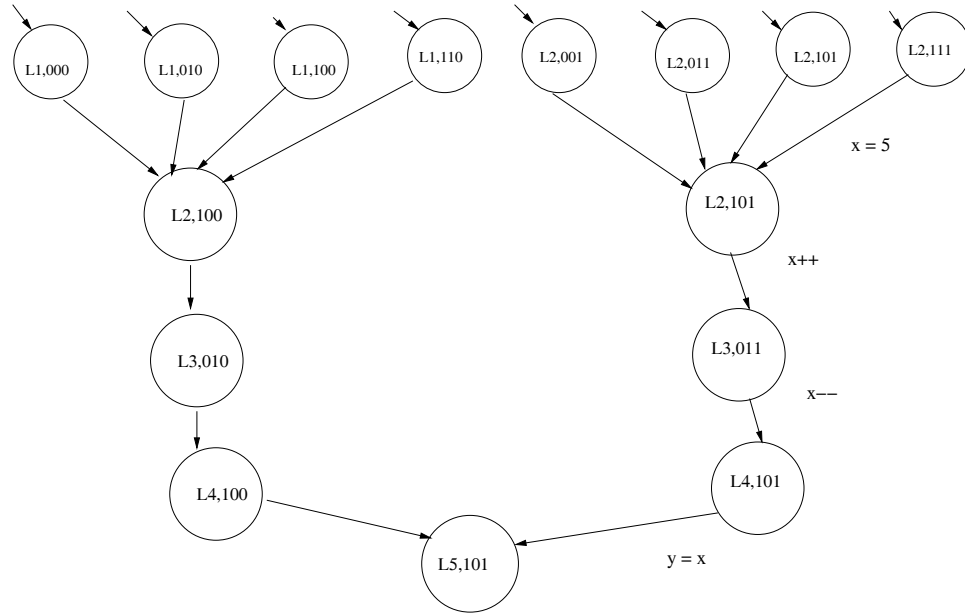 L1,000
L1,010
L1,100
L1,110
L2,001
L2,011
L2,101
L2,111
x = 5
L2,100
L2,101
x++
L3,010
L3,011
x−−
L4,100
L4,101
L5,101
y = x